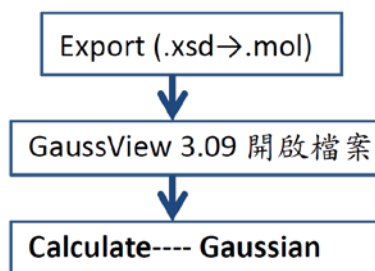 Export (.xsd→.mol)
GaussView 3.09 開啟檔案
Calculate---- Gaussian